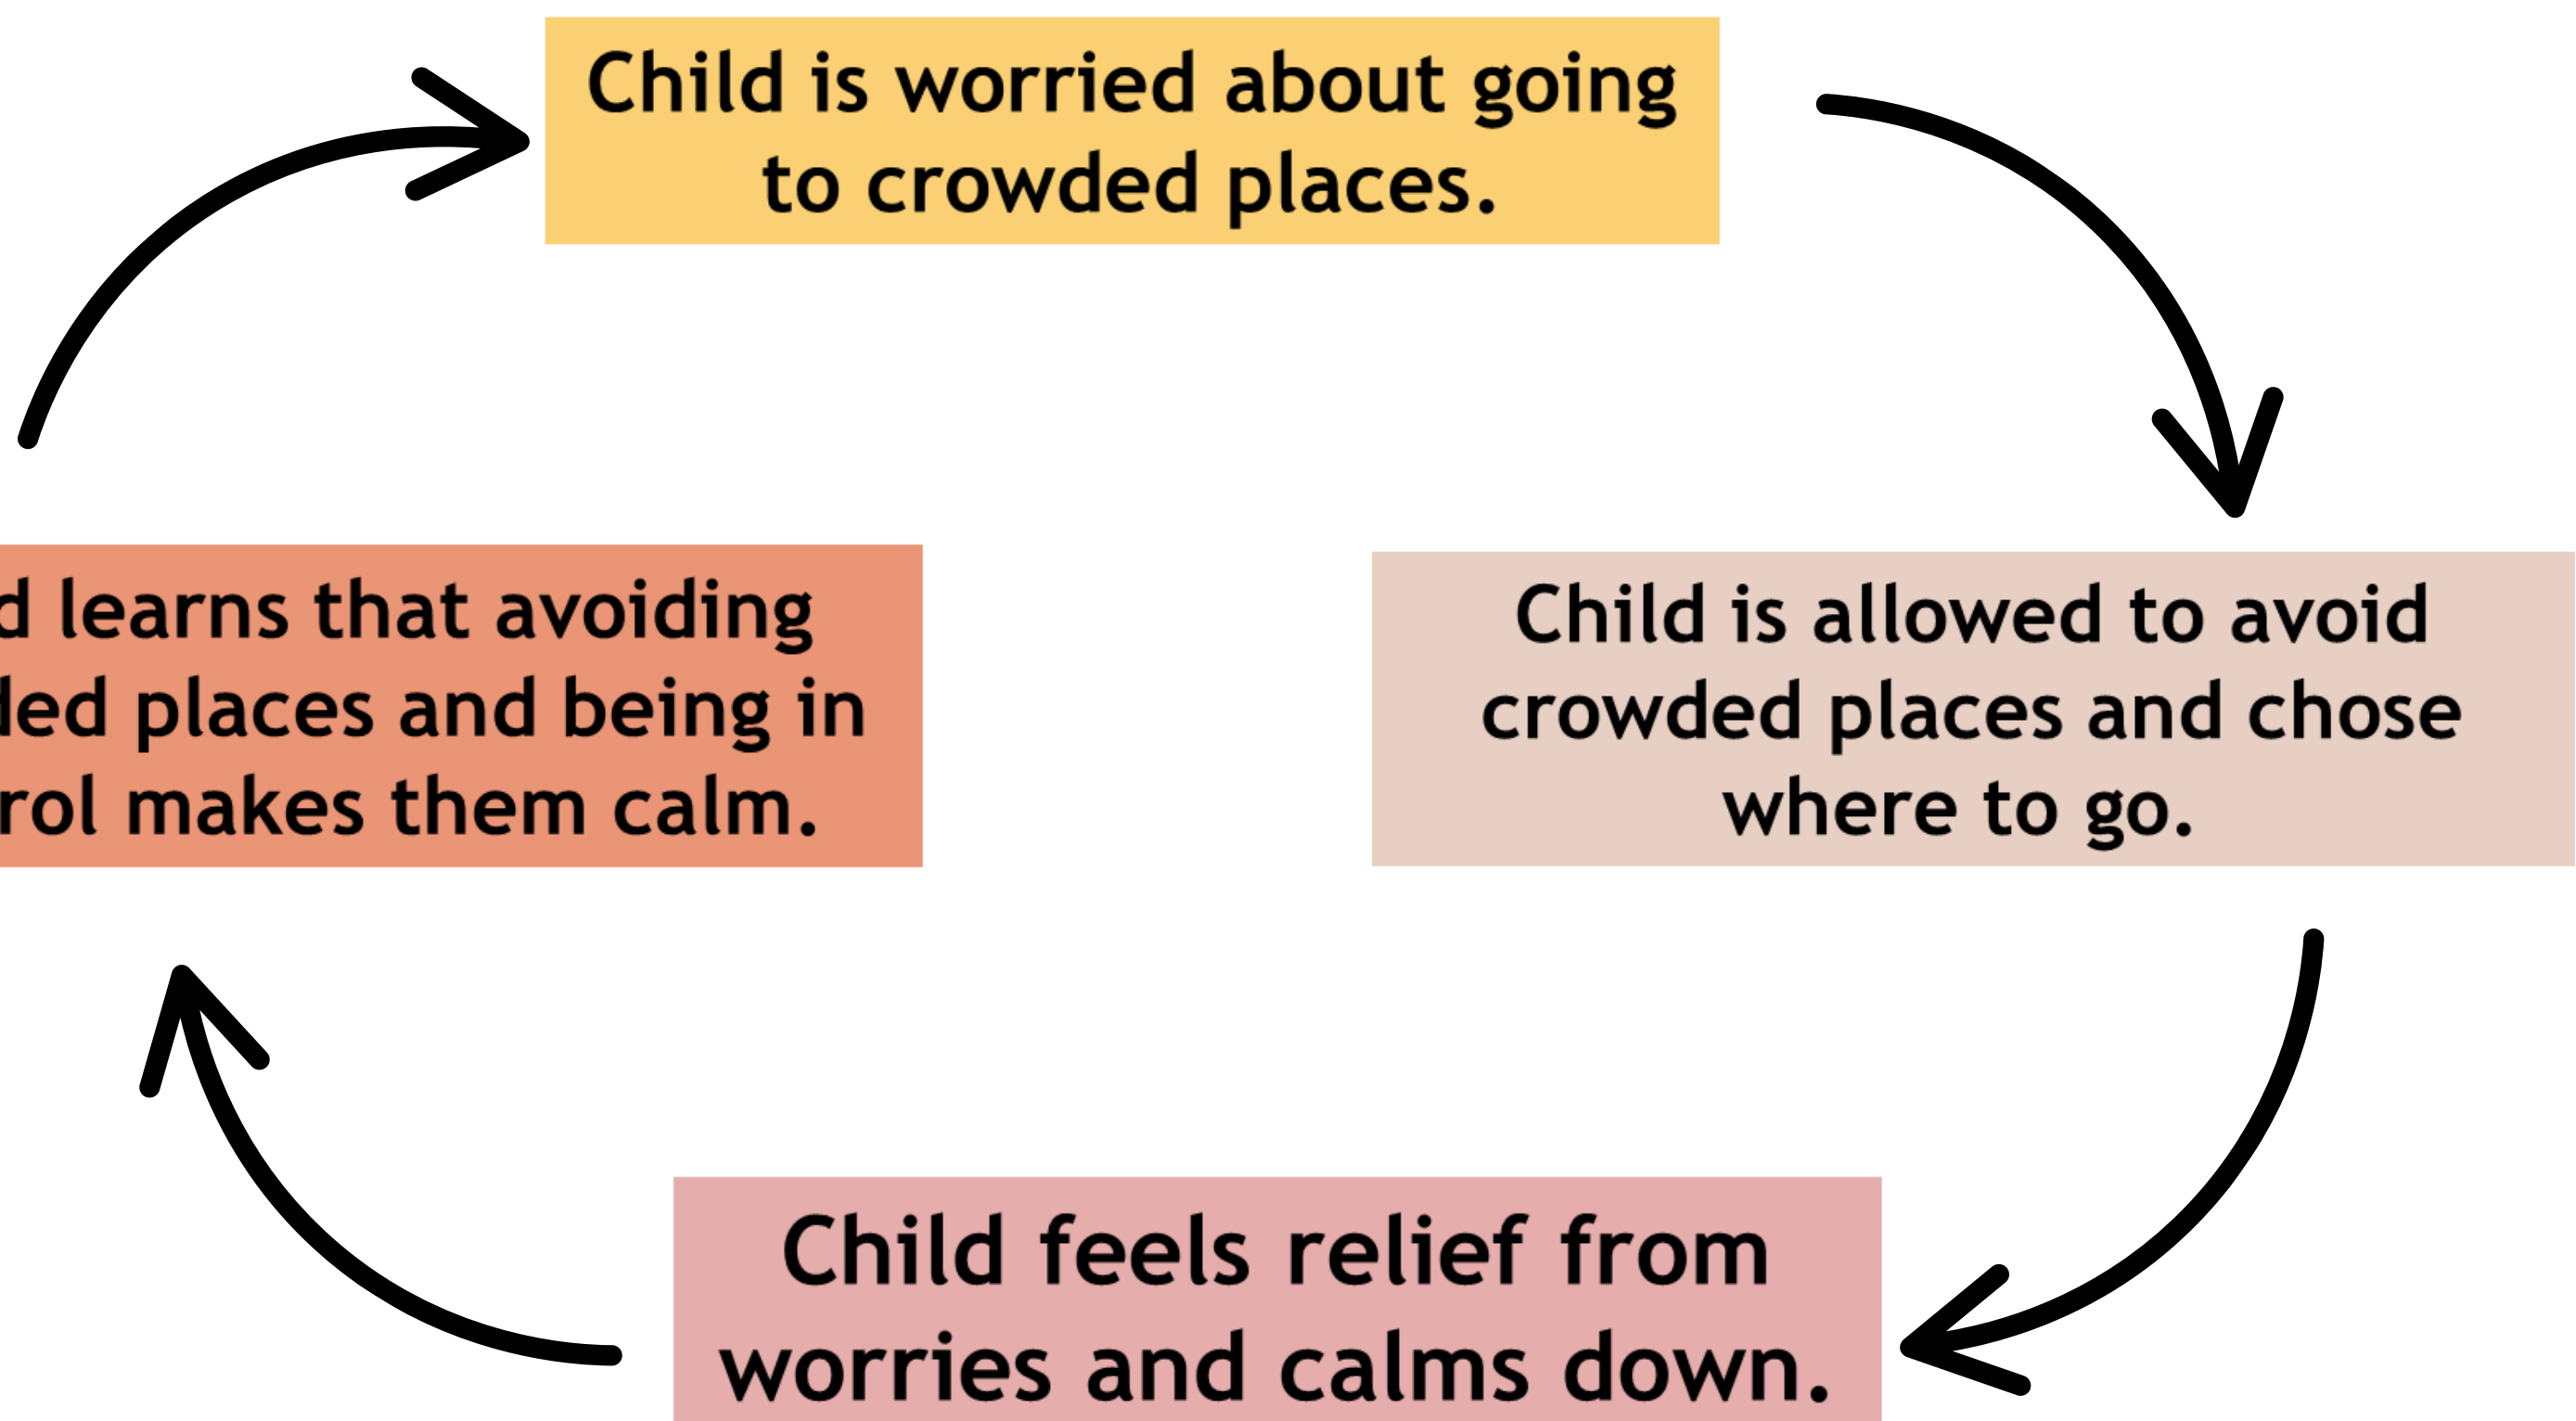 Child is worried about going
to crowded places.
learns that avoiding
places and being in
makes them calm.
Child is allowed to avoid
crowded places and chose
where to go.
Child feels relief from
worries and calms down.